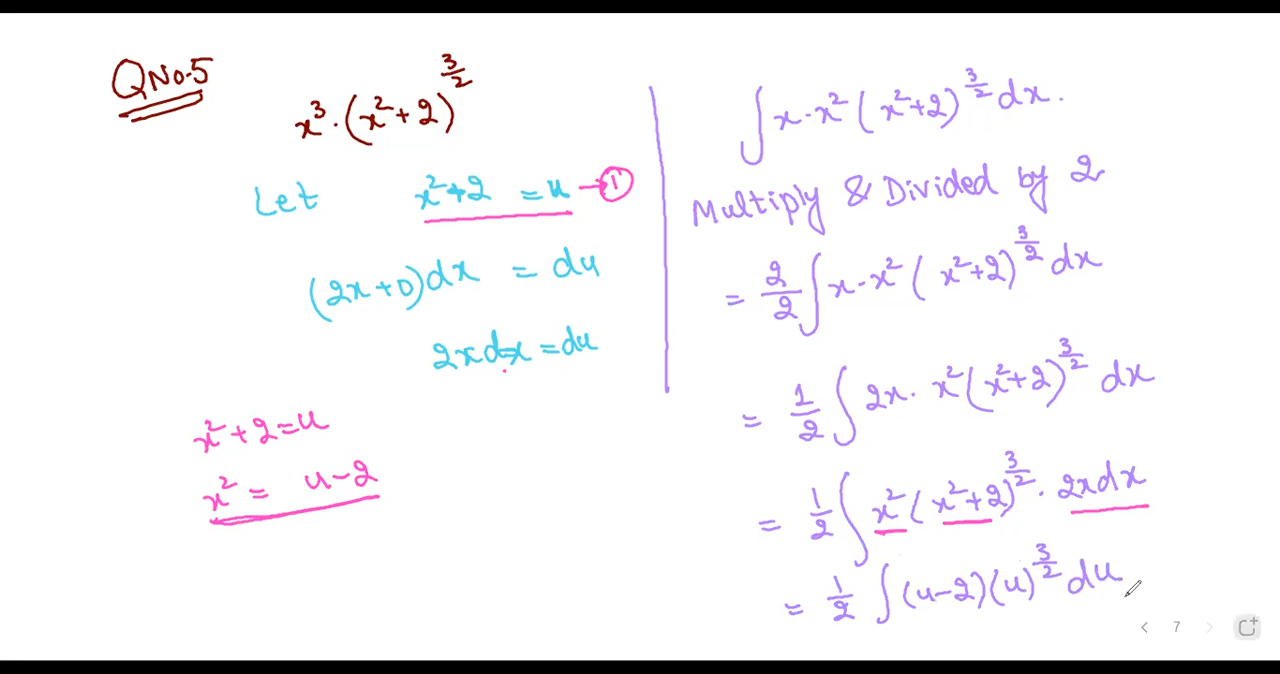 QNo.5
x³·(x²+2)^(3/2)
Let x²+2 = u → ①
(2x+0)dx = du
2xdx = du
x²+2=u
x² = u-2
∫x-x²(x²+2)^(3/2) dx.
Multiply & Divided by 2
= 2/2 ∫x-x²(x²+2)^(3/2) dx
= 1/2 ∫2x· x²(x²+2)^(3/2) dx
= 1/2 ∫x²(x²+2)^(3/2) · 2xdx
= 1/2 ∫(u-2)(u)^(3/2) du
7